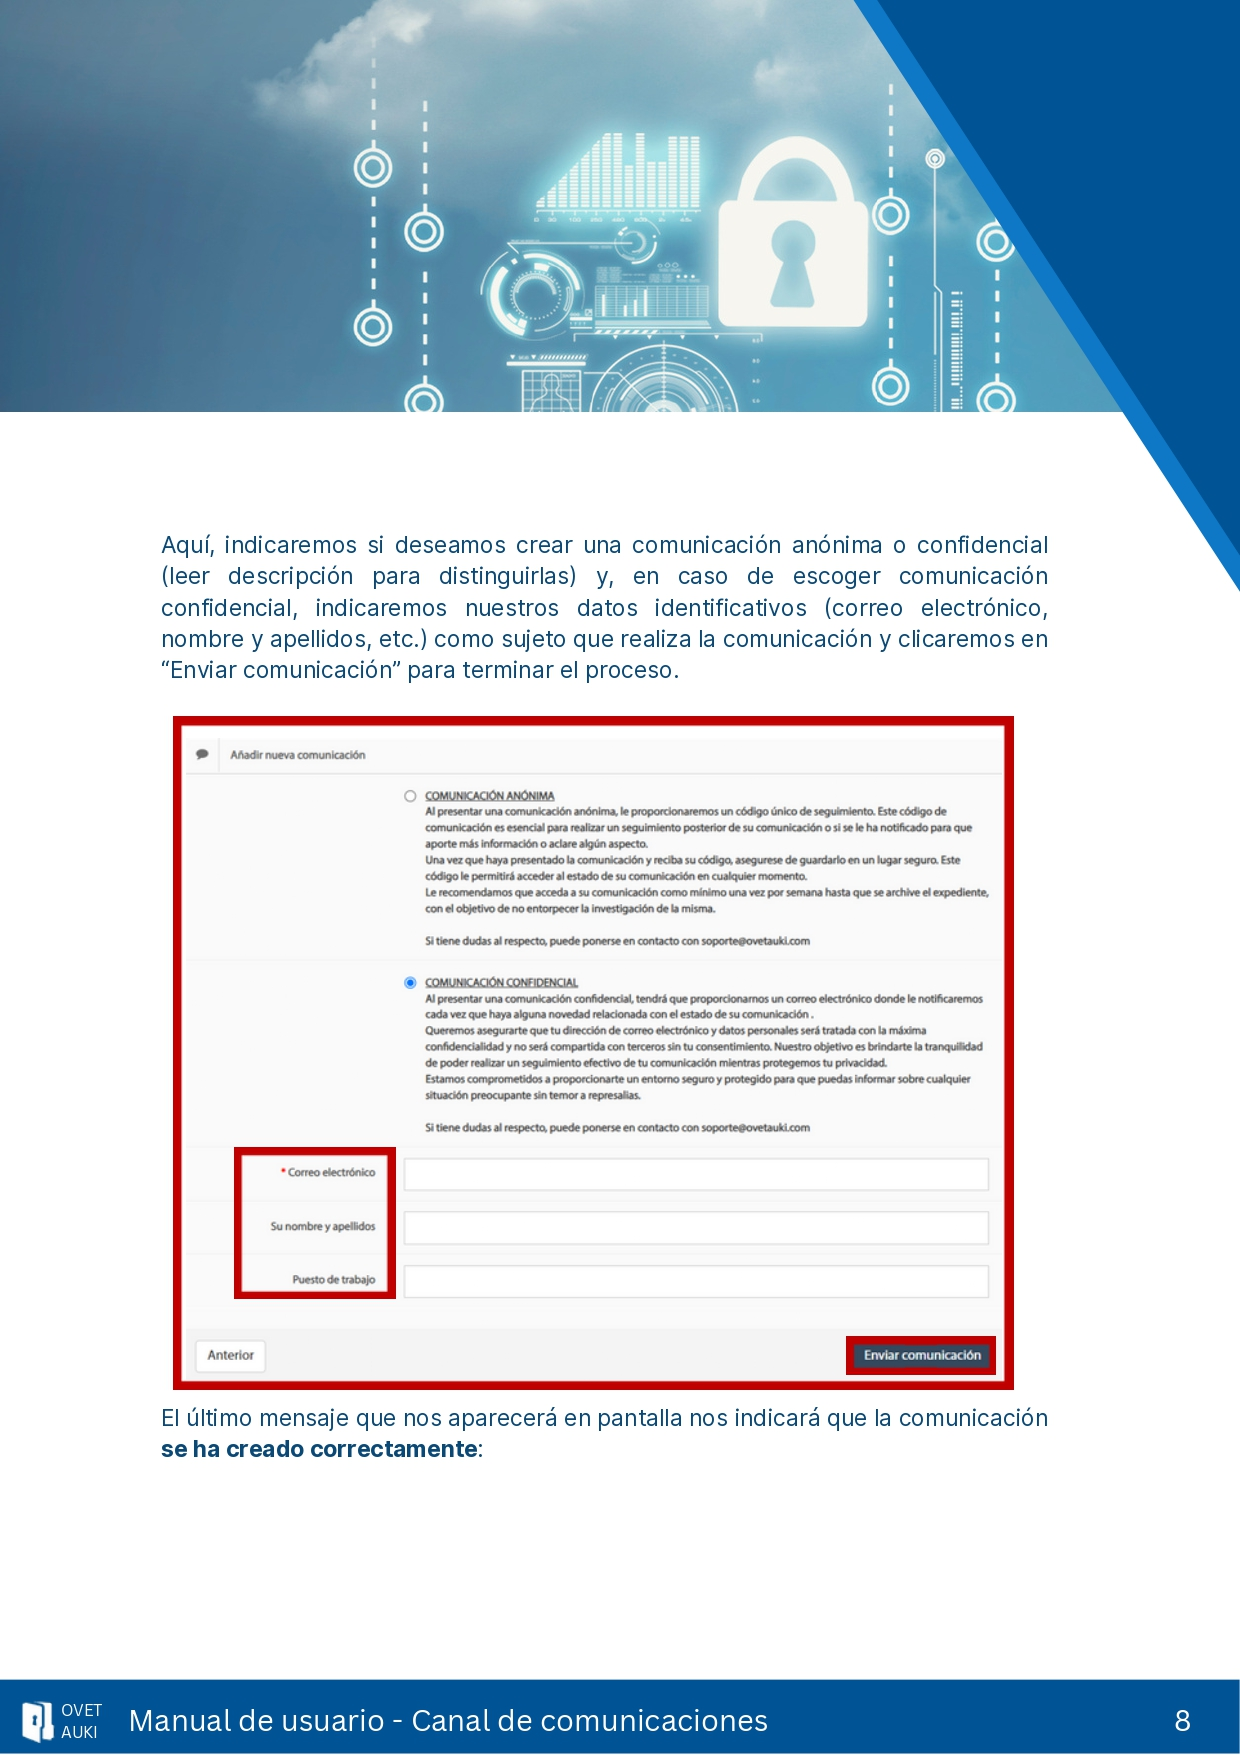 Aquí, indicaremos si deseamos crear una comunicación anónima o confidencial
(leer descripción para distinguirlas) y, en caso de escoger comunicación
confidencial, indicaremos nuestros datos identificativos (correo electrónico,
nombre y apellidos, etc.) como sujeto que realiza la comunicación y clicaremos en
“Enviar comunicación” para terminar el proceso.
Añadir nueva comunicación
COMUNICACIÓN ANÓNIMA
Al presentar una comunicación anónima, le proporcionaremos un código único de seguimiento. Este código de
comunicación es esencial para realizar un seguimiento posterior de su comunicación o si se le ha notificado para que
aporte más información o aclare algún aspecto.
Una vez que haya presentado la comunicación y reciba su código, asegurese de guardarlo en un lugar seguro. Este
código le permitirá acceder al estado de su comunicación en cualquier momento.
Le recomendamos que acceda a su comunicación como mínimo una vez por semana hasta que se archive el expediente,
con el objetivo de no entorpecer la investigación de la misma.
Si tiene dudas al respecto, puede ponerse en contacto con soporte@ovetauki.com
COMUNICACIÓN CONFIDENCIAL
Al presentar una comunicación confidencial, tendrá que proporcionarnos un correo electrónico donde le notificaremos
cada vez que haya alguna novedad relacionada con el estado de su comunicación .
Queremos asegurarte que tu dirección de correo electrónico y datos personales será tratada con la máxima
confidencialidad y no será compartida con terceros sin tu consentimiento. Nuestro objetivo es brindarte la tranquilidad
de poder realizar un seguimiento efectivo de tu comunicación mientras protegemos tu privacidad.
Estamos comprometidos a proporcionarte un entorno seguro y protegido para que puedas informar sobre cualquier
situación preocupante sin temor a represalias.
Si tiene dudas al respecto, puede ponerse en contacto con soporte@ovetauki.com
* Correo electrónico
Su nombre y apellidos
Puesto de trabajo
Anterior
Enviar comunicación
El último mensaje que nos aparecerá en pantalla nos indicará que la comunicación
se ha creado correctamente:
OVET
AUKI
Manual de usuario - Canal de comunicaciones
8